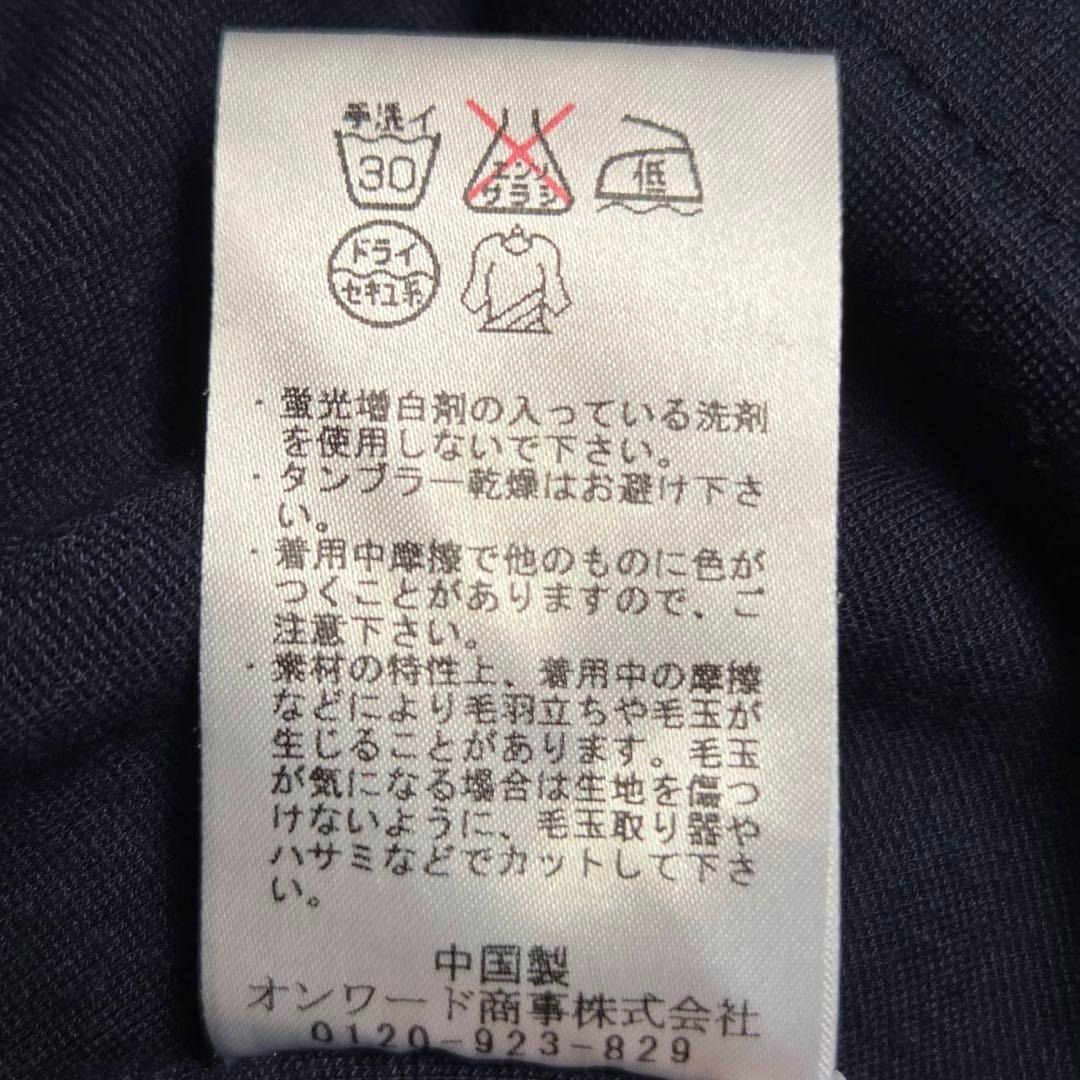 手洗イ
30
エンソ
サラシ
低
ドライ
セキユ系
・蛍光増白剤の入っている洗剤
を使用しないで下さい。
・タンブラー乾燥はお避け下さ
い。
・着用中摩擦で他のものに色が
つくことがありますので、ご
注意下さい。
・素材の特性上、着用中の摩擦
などにより毛羽立ちや毛玉が
生じることがあります。毛玉
が気になる場合は生地を傷つ
けないように、毛玉取り器や
ハサミなどでカットして下さ
い。
中国製
オンワード商事株式会社
0120-923-829